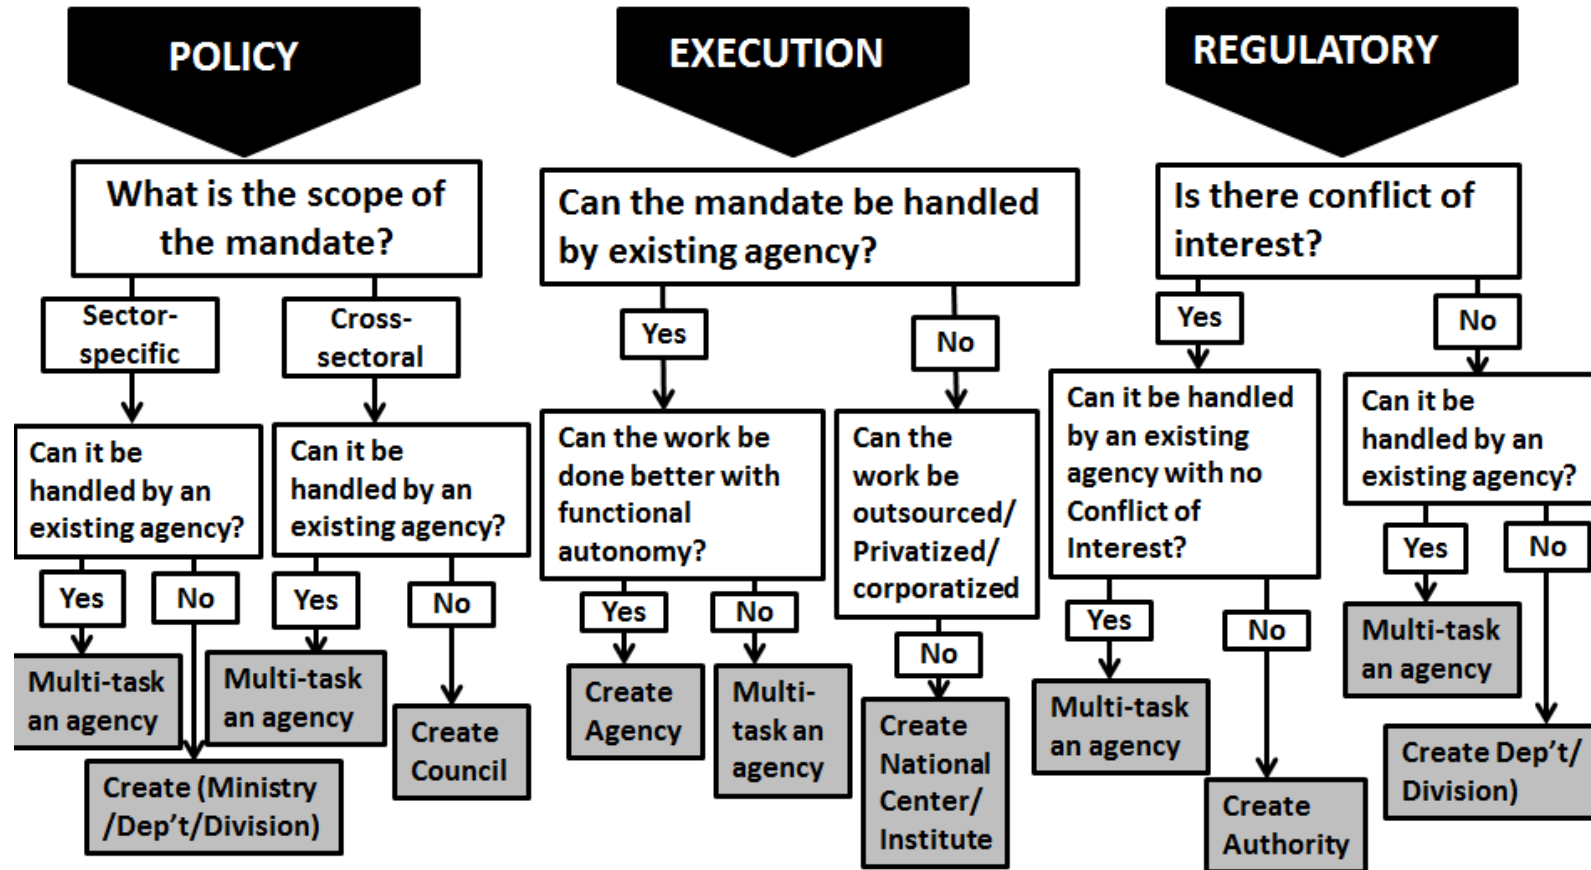 POLICY
What is the scope of
the mandate?
Sector-
specific
Cross-
sectoral
Can it be
handled by an
existing agency?
Can it be
handled by an
existing agency?
Yes
No
Yes
No
Multi-task
an agency
Create (Ministry
/Dep't/Division)
Multi-task
an agency
Create
Council
EXECUTION
Can the mandate be handled
by existing agency?
Yes
No
Can the work be
done better with
functional
autonomy?
Can the
work be
outsourced/
Privatized/
corporatized
Yes
No
No
Create
Agency
Multi-
task an
agency
Create
National
Center/
Institute
REGULATORY
Is there conflict of
interest?
Yes
No
Can it be handled
by an existing
agency with no
Conflict of
Interest?
Can it be
handled by an
existing agency?
Yes
No
Yes
No
Multi-task
an agency
Create
Authority
Multi-task
an agency
Create Dep't/
Division)